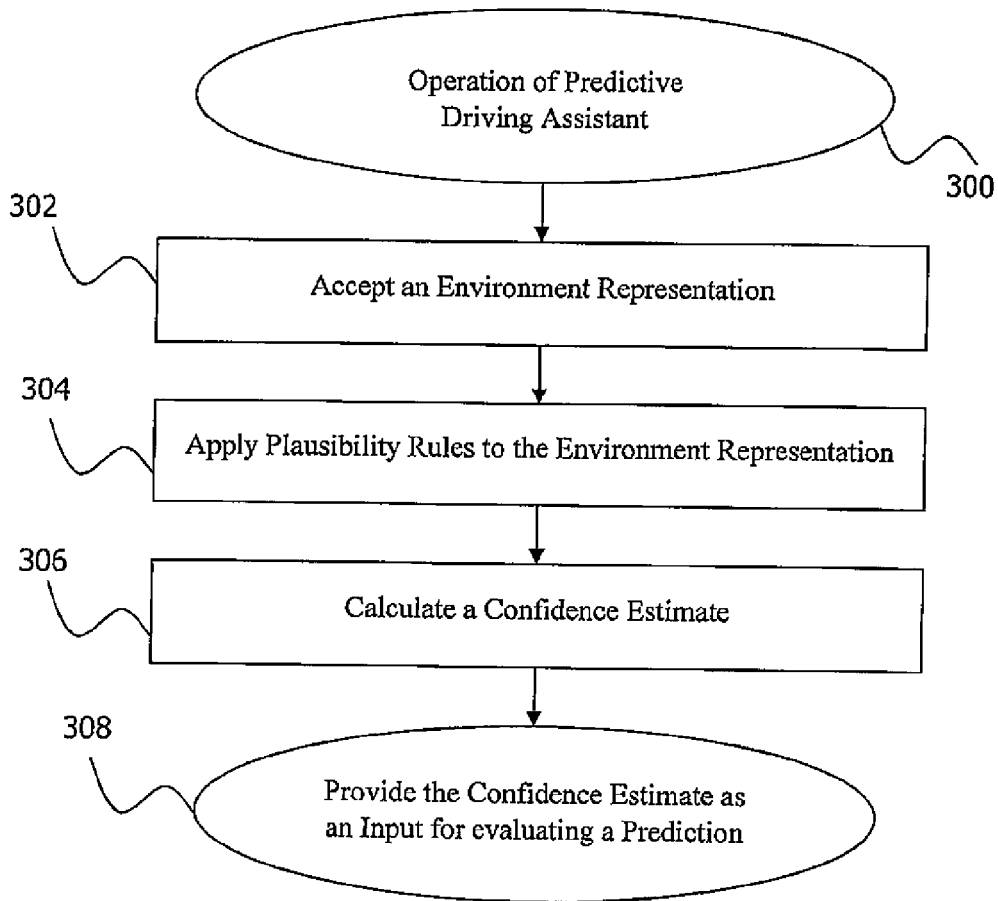 Operation of Predictive
Driving Assistant
300
302
Accept an Environment Representation
304
Apply Plausibility Rules to the Environment Representation
306
Calculate a Confidence Estimate
308
Provide the Confidence Estimate as
an Input for evaluating a Prediction